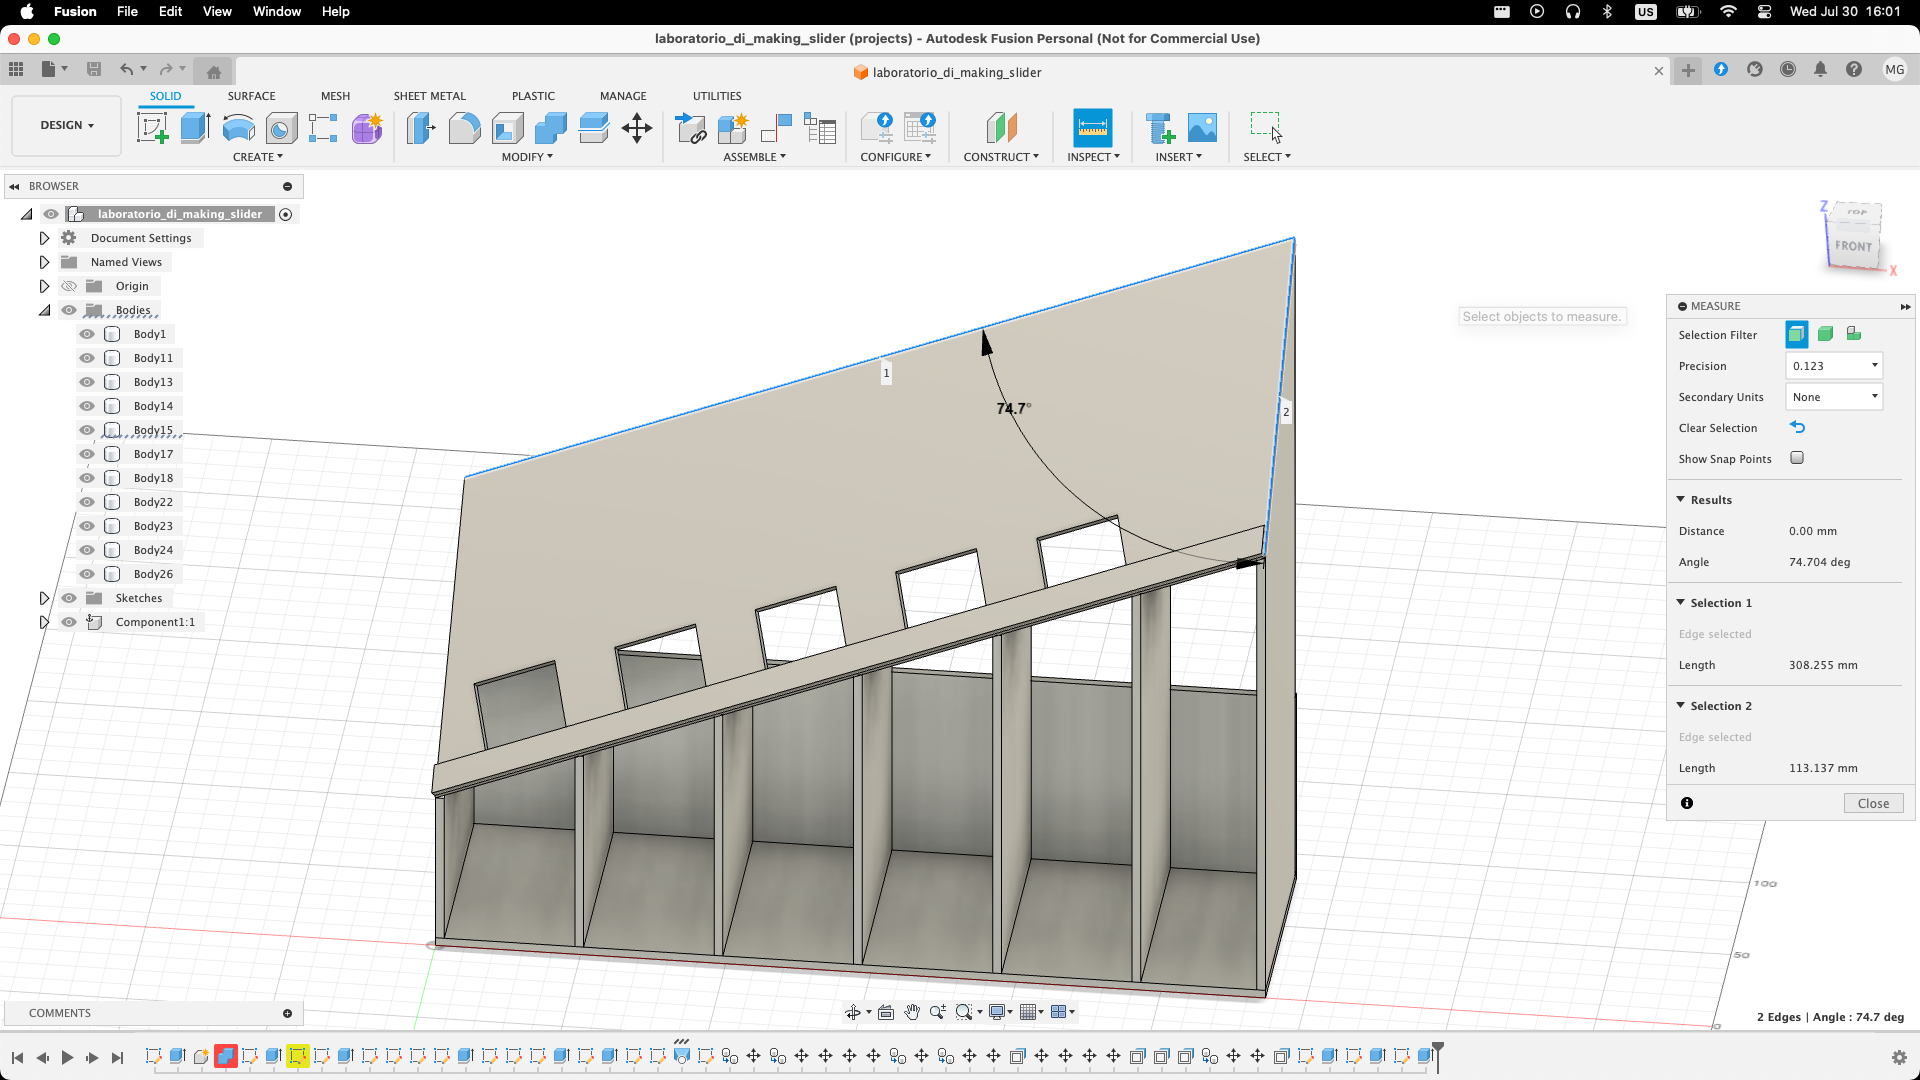 Fusion File Edit View Window Help US Wed Jul 30 16:01
laboratorio_di_making_slider (projects) - Autodesk Fusion Personal (Not for Commercial Use)
laboratorio_di_making_slider MG
SOLID SURFACE MESH SHEET METAL PLASTIC MANAGE UTILITIES
DESIGN
CREATE MODIFY ASSEMBLE CONFIGURE CONSTRUCT INSPECT INSERT SELECT
BROWSER
laboratorio_di_making_slider
Document Settings
Named Views
Origin
Bodies
Body1
Body11
Body13
Body14
Body15
Body17
Body18
Body22
Body23
Body24
Body26
Sketches
Component1:1
1
74.7°
2
Z
TOP
FRONT
X
Select objects to measure.
MEASURE
Selection Filter
Precision 0.123
Secondary Units None
Clear Selection
Show Snap Points
Results
Distance 0.00 mm
Angle 74.704 deg
Selection 1
Edge selected
Length 308.255 mm
Selection 2
Edge selected
Length 113.137 mm
Close
100
50
0
COMMENTS
2 Edges | Angle : 74.7 deg